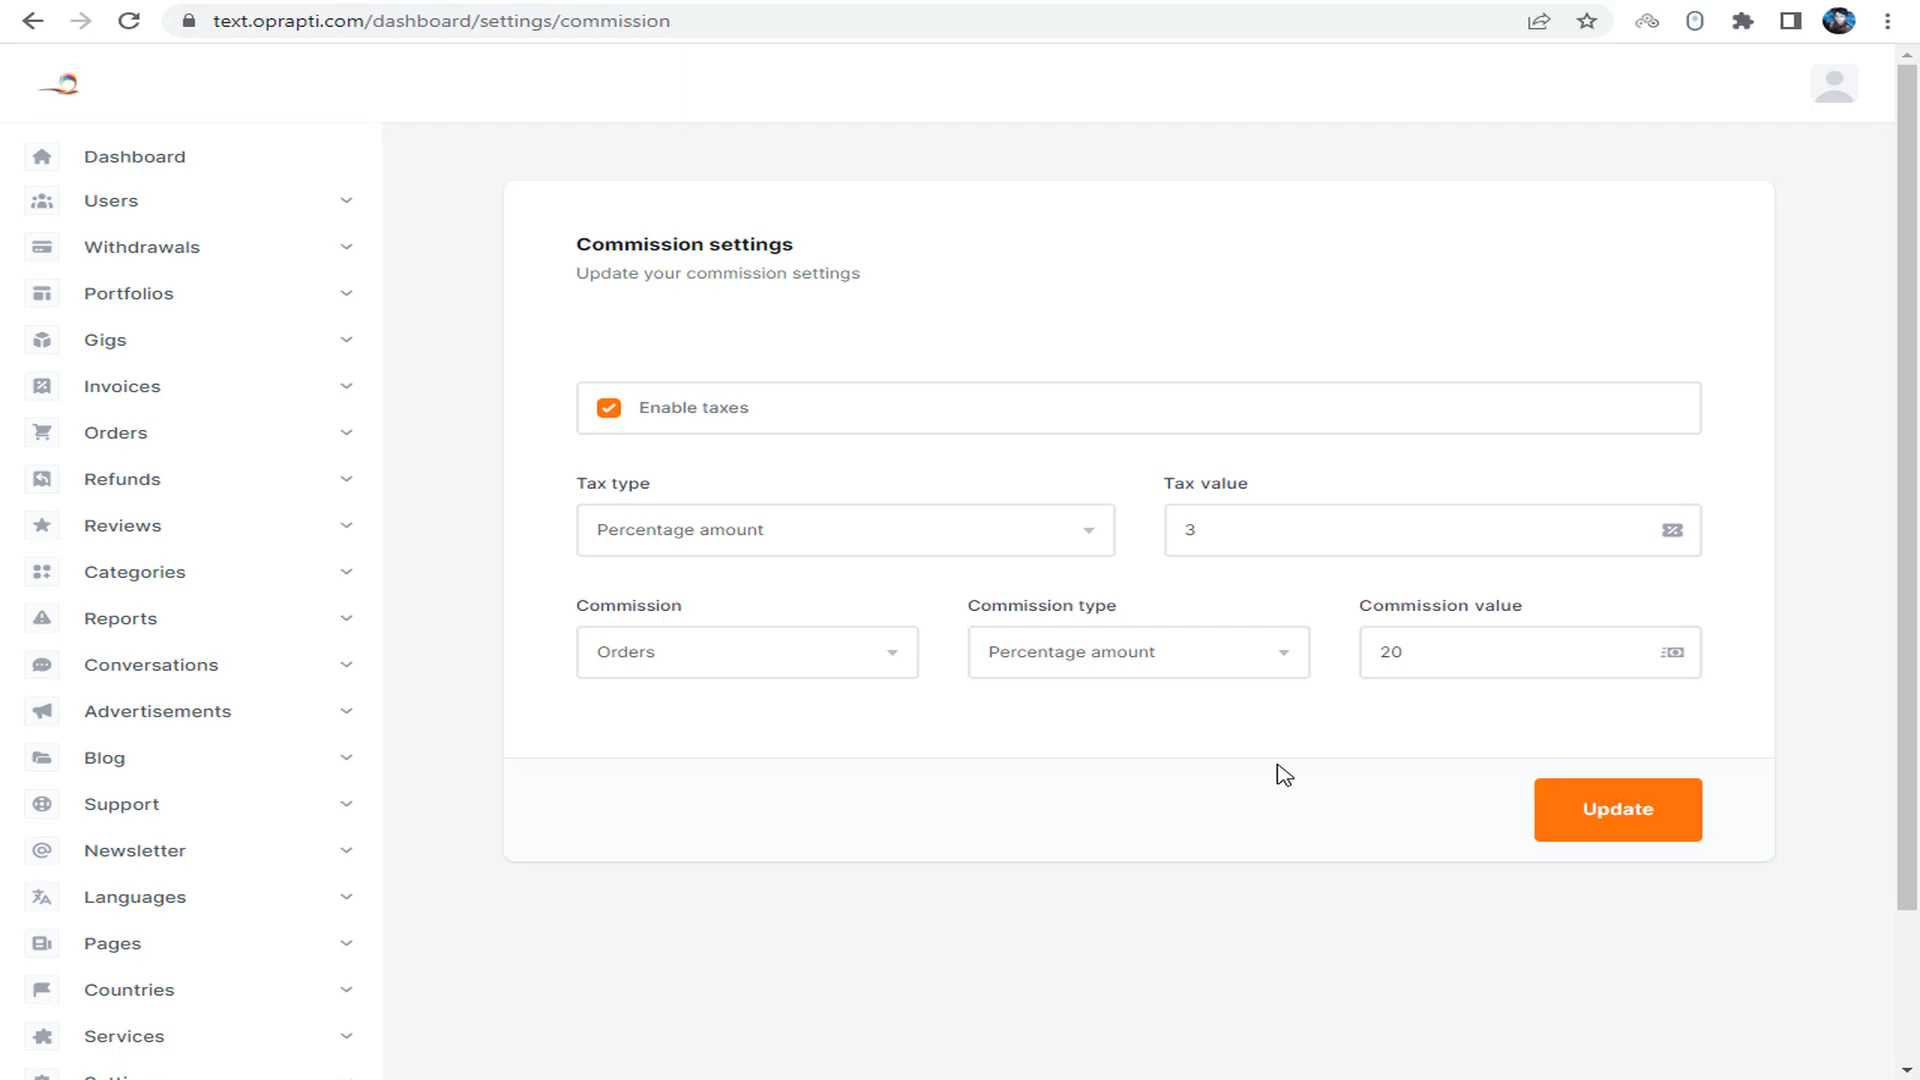 text.oprapti.com/dashboard/settings/commission
Dashboard
Users
Withdrawals
Portfolios
Gigs
Invoices
Orders
Refunds
Reviews
Categories
Reports
Conversations
Advertisements
Blog
Support
Newsletter
Languages
Pages
Countries
Services
Commission settings
Update your commission settings
Enable taxes
Tax type
Tax value
Percentage amount
3
Commission
Commission type
Commission value
Orders
Percentage amount
20
Update